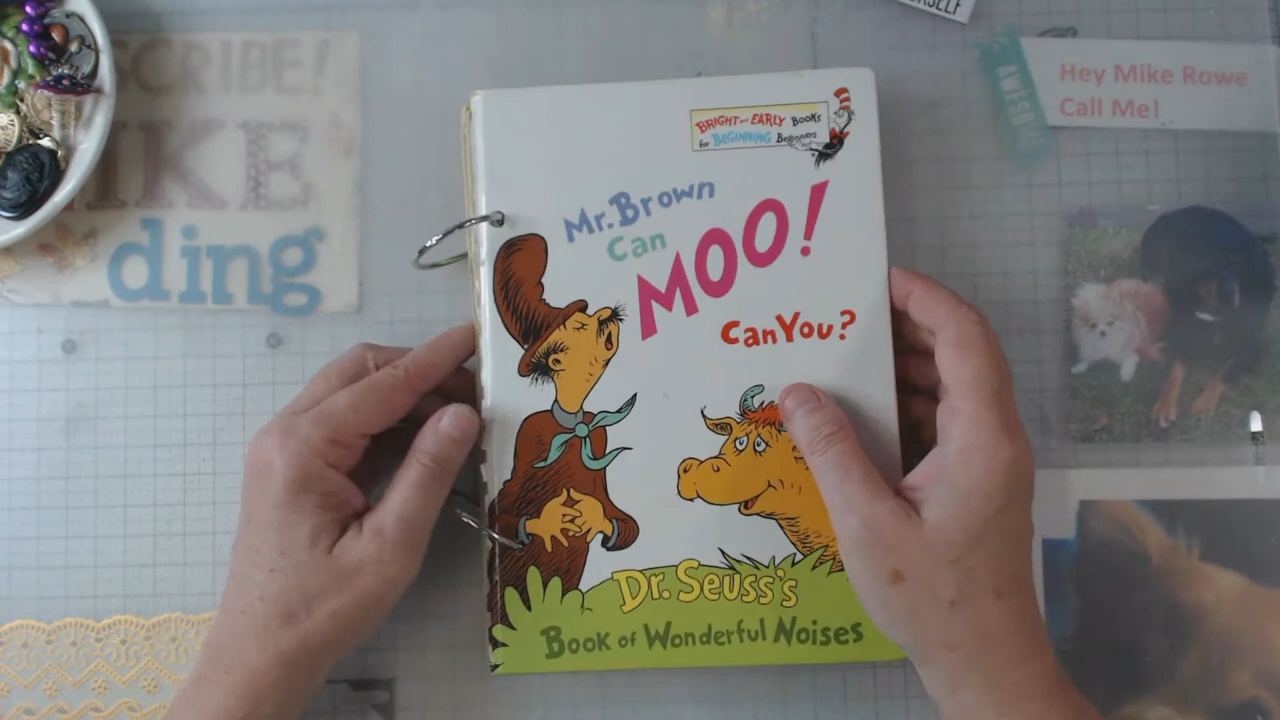 SCRIBE!
IKE
ding
BRIGHT and EARLY BOOKS
for BEGINNING Beginners
Mr. Brown
Can
MOO!
Can You?
Dr. Seuss's
Book of Wonderful Noises
Hey Mike Rowe
Call Me!